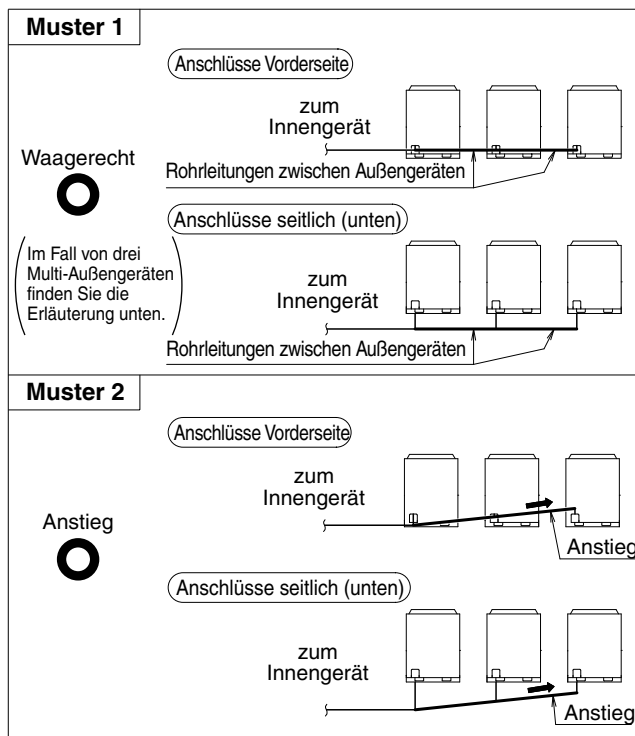 Muster 1
Anschlüsse Vorderseite
zum
Innengerät
Waagerecht
Rohrleitungen zwischen Außengeräten
Anschlüsse seitlich (unten)
(Im Fall von drei
Multi-Außengeräten
finden Sie die
Erläuterung unten.)
zum
Innengerät
Rohrleitungen zwischen Außengeräten
Muster 2
Anschlüsse Vorderseite
zum
Innengerät
Anstieg
Anstieg
Anschlüsse seitlich (unten)
zum
Innengerät
Anstieg